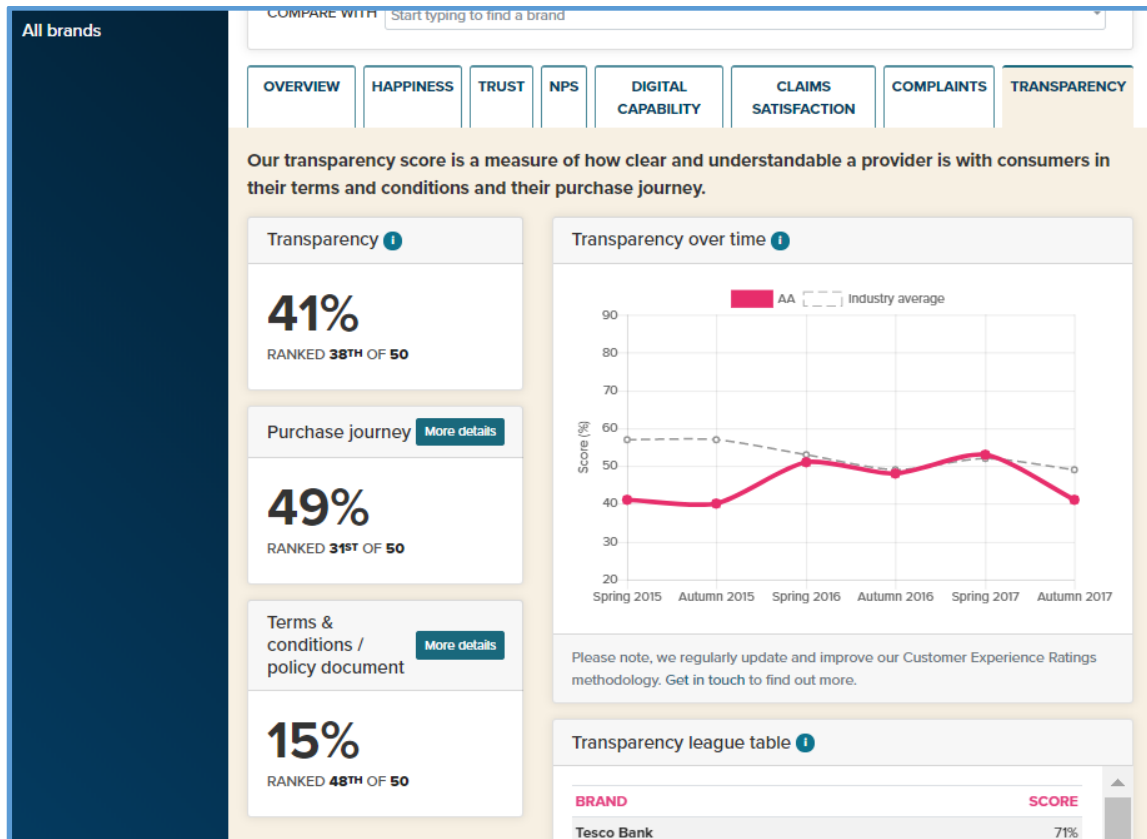 All brands
COMPARE WITH Start typing to find a brand
OVERVIEW HAPPINESS TRUST NPS DIGITAL CAPABILITY CLAIMS SATISFACTION COMPLAINTS TRANSPARENCY
Our transparency score is a measure of how clear and understandable a provider is with consumers in
their terms and conditions and their purchase journey.
Transparency i
41%
RANKED 38TH OF 50
Purchase journey More details
49%
RANKED 31ST OF 50
Terms &
conditions /
policy document
More details
15%
RANKED 48TH OF 50
Transparency over time i
AA Industry average
Score (%)
90
80
70
60
50
40
30
20
Spring 2015 Autumn 2015 Spring 2016 Autumn 2016 Spring 2017 Autumn 2017
Please note, we regularly update and improve our Customer Experience Ratings
methodology. Get in touch to find out more.
Transparency league table i
BRAND SCORE
Tesco Bank 71%